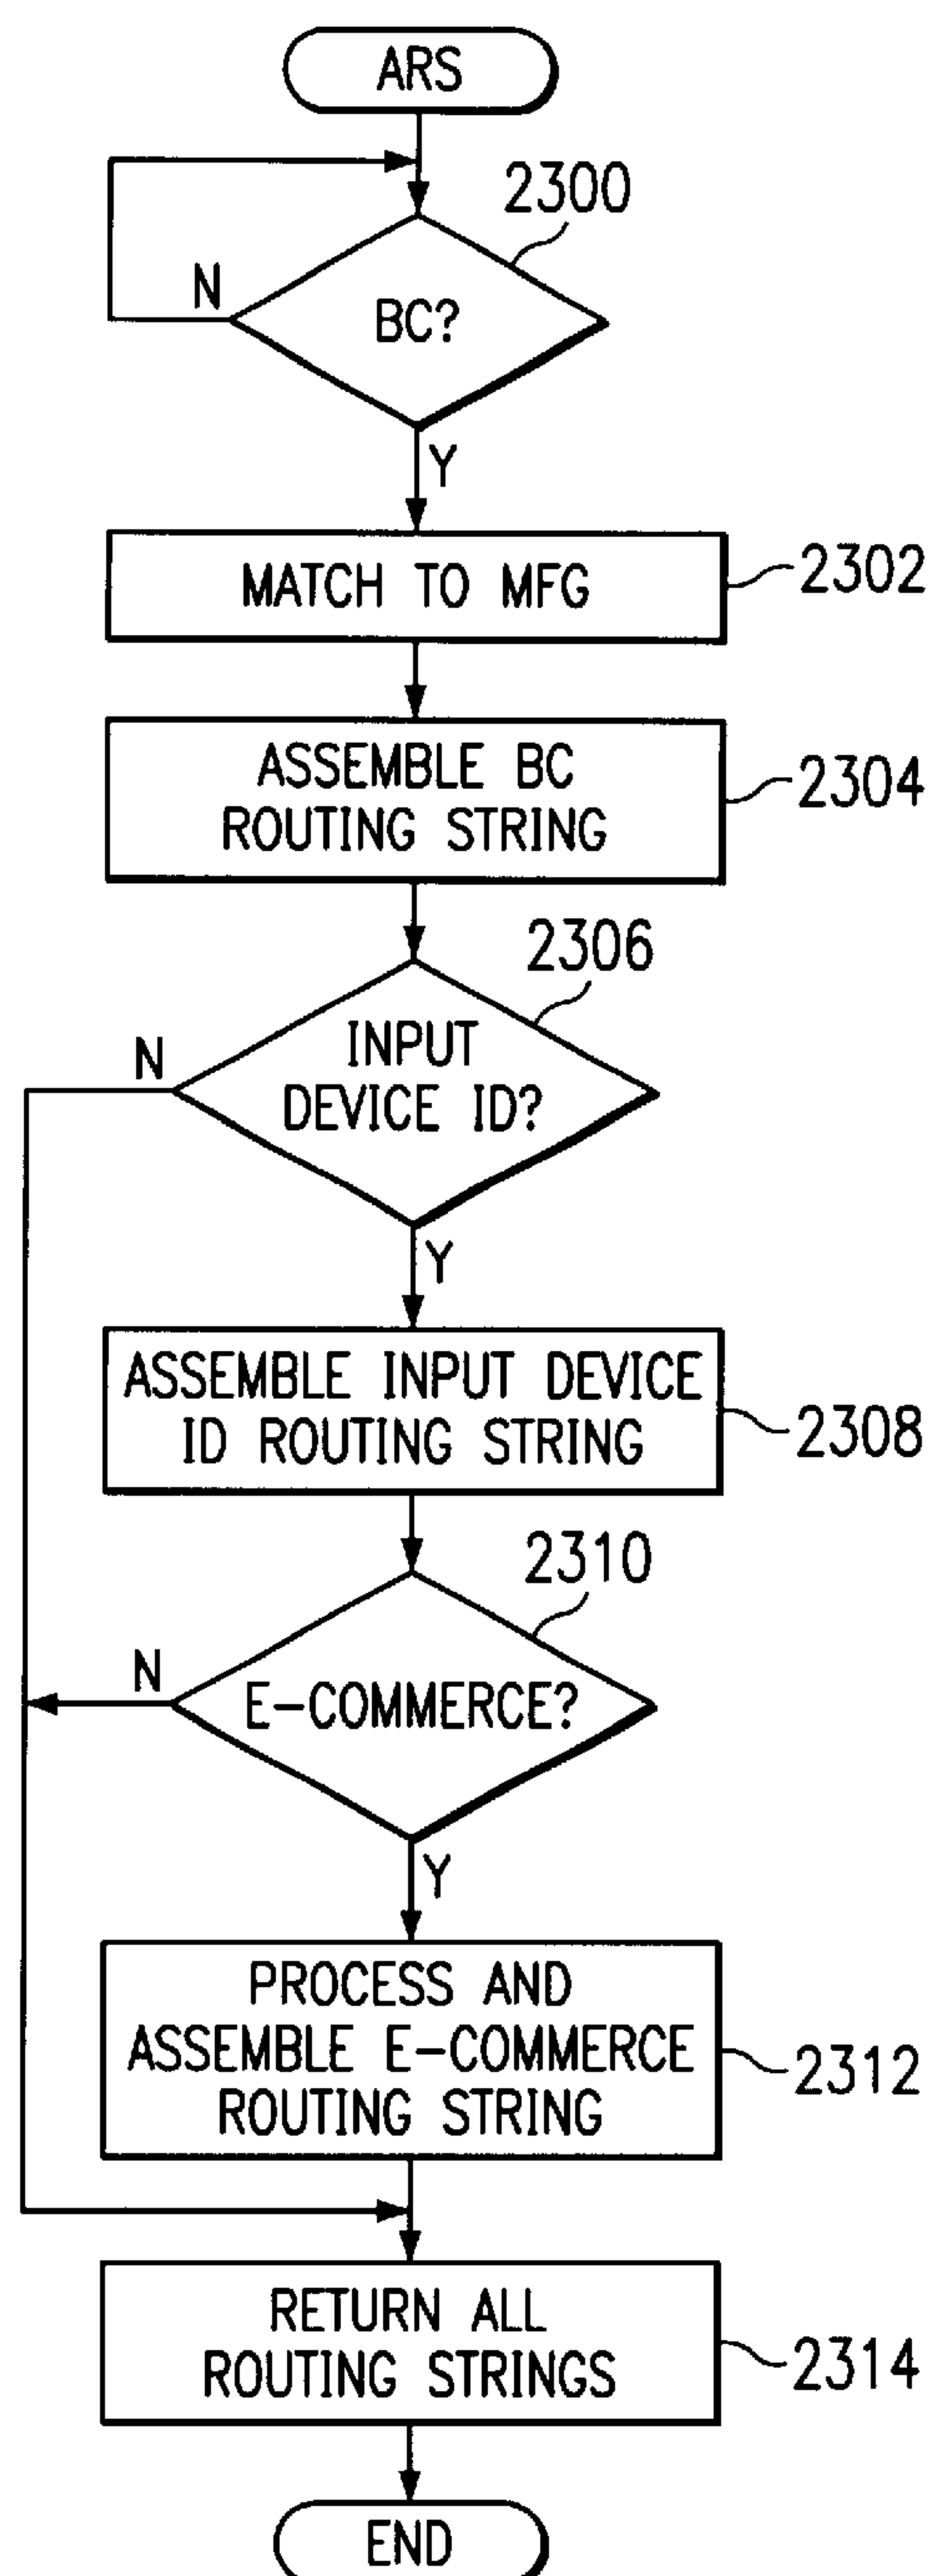 ARS
2300
N
BC?
Y
MATCH TO MFG
2302
ASSEMBLE BC
ROUTING STRING
2304
2306
N
INPUT
DEVICE ID?
Y
ASSEMBLE INPUT DEVICE
ID ROUTING STRING
2308
2310
N
E-COMMERCE?
Y
PROCESS AND
ASSEMBLE E-COMMERCE
ROUTING STRING
2312
RETURN ALL
ROUTING STRINGS
2314
END